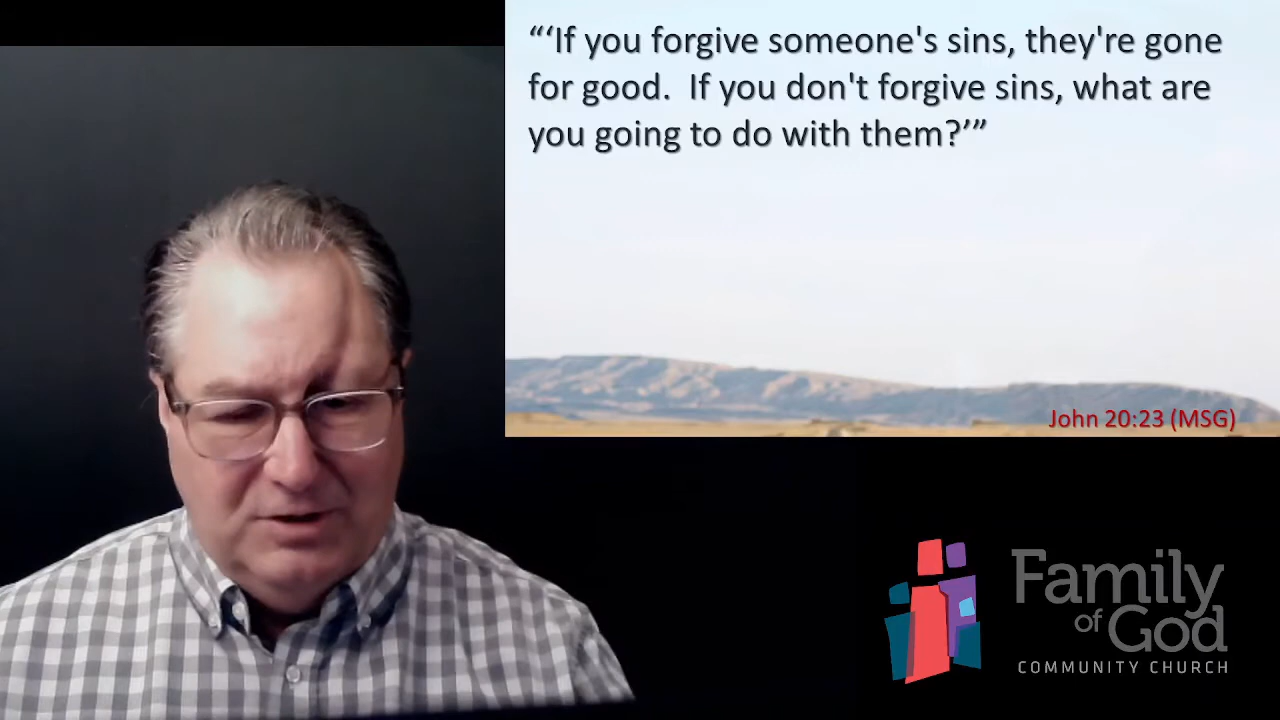 “‘If you forgive someone's sins, they're gone
for good.  If you don't forgive sins, what are
you going to do with them?’”
John 20:23 (MSG)
Family
of God
COMMUNITY CHURCH